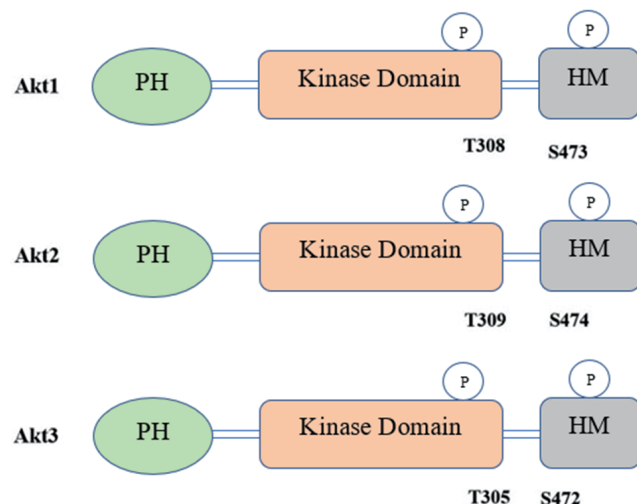 P P
Akt1 PH Kinase Domain HM
T308 S473
P P
Akt2 PH Kinase Domain HM
T309 S474
P P
Akt3 PH Kinase Domain HM
T305 S472